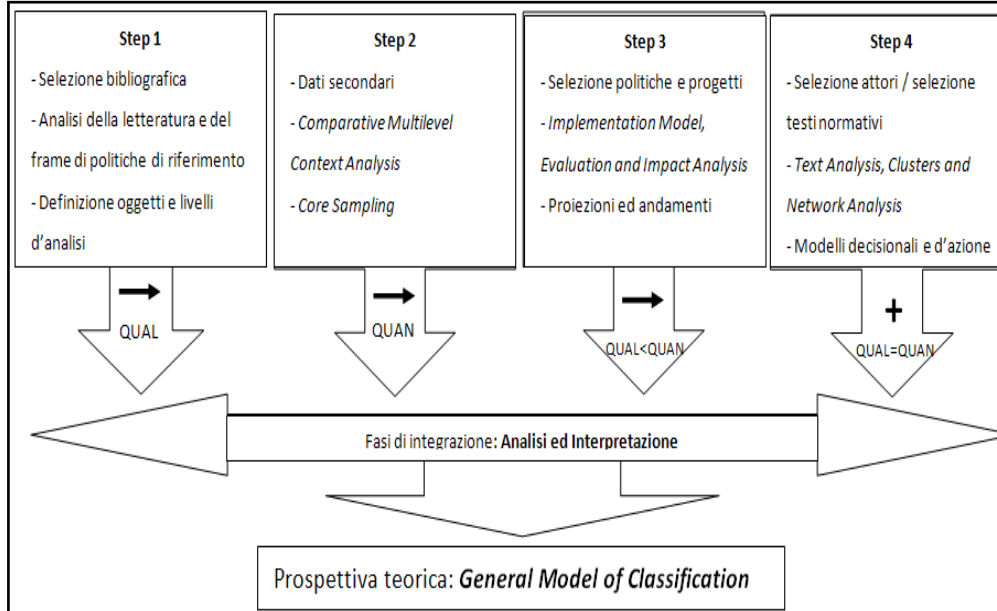 Step 1
- Selezione bibliografica
- Analisi della letteratura e del
frame di politiche di riferimento
- Definizione oggetti e livelli
d'analisi
QUAL
Step 2
- Dati secondari
- Comparative Multilevel
Context Analysis
- Core Sampling
QUAN
Step 3
- Selezione politiche e progetti
- Implementation Model,
Evaluation and Impact Analysis
- Proiezioni ed andamenti
QUAL<QUAN
Step 4
- Selezione attori / selezione
testi normativi
- Text Analysis, Clusters and
Network Analysis
- Modelli decisionali e d'azione
+
QUAL=QUAN
Fasi di integrazione: Analisi ed Interpretazione
Prospettiva teorica: General Model of Classification